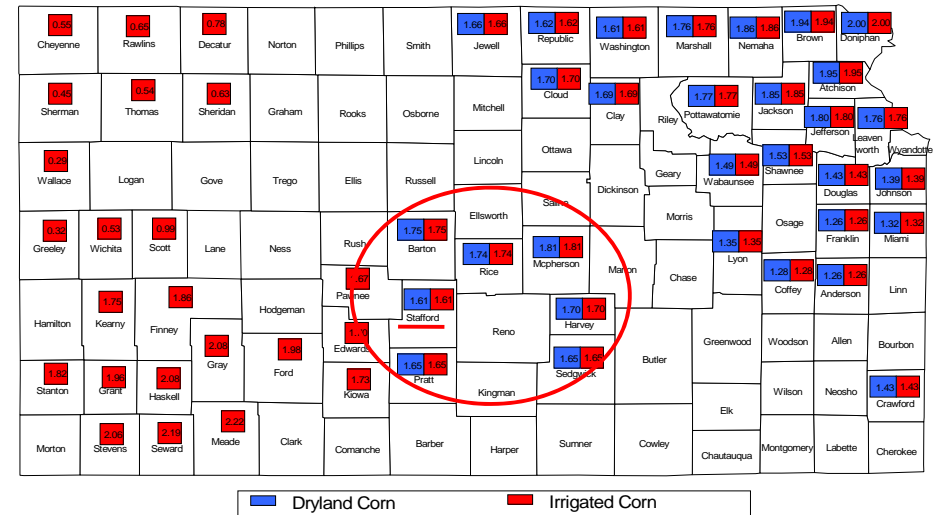 0.55 0.65 0.78 1.66 1.66 1.62 1.62 1.61 1.61 1.76 1.76 1.86 1.86 1.94 1.94 2.00 2.00
Cheyenne Rawlins Decatur Norton Phillips Smith Jewell Republic Washington Marshall Nemaha Brown Doniphan
1.95 1.95
Atchison
0.45 0.54 0.63 1.70 1.70 1.69 1.69 1.77 1.77 1.85 1.85
Sherman Thomas Sheridan Graham Rooks Osborne Mitchell Cloud Clay Riley Pottawatomie Jackson
1.80 1.80 1.76 1.76
Jefferson Leaven worth Wyandotte
0.29 1.49 1.49 1.53 1.53 1.43 1.43 1.39 1.39
Wallace Logan Gove Trego Ellis Russell Lincoln Ottawa Dickinson Geary Wabaunsee Shawnee Douglas Johnson
0.32 0.53 0.99 1.75 1.75 1.74 1.74 1.81 1.81 1.35 1.35 1.26 1.26 1.32 1.32
Greeley Wichita Scott Lane Ness Rush Barton Ellsworth Rice Saline Mcpherson Marion Morris Chase Lyon Osage Franklin Miami
1.75 1.86 1.67 1.61 1.61 1.70 1.70 1.28 1.28 1.26 1.26
Hamilton Kearny Finney Hodgeman Pawnee Stafford Reno Harvey Coffey Anderson Linn
1.82 1.96 2.08 2.08 1.96 1.73 1.65 1.65 1.65 1.65 1.43 1.43
Stanton Grant Haskell Gray Ford Edwards Kiowa Pratt Kingman Sedgwick Butler Greenwood Woodson Allen Bourbon
Elk Wilson Neosho Crawford
2.06 2.19 2.22
Morton Stevens Seward Meade Clark Comanche Barber Harper Sumner Cowley Chautauqua Montgomery Labette Cherokee
Dryland Corn Irrigated Corn